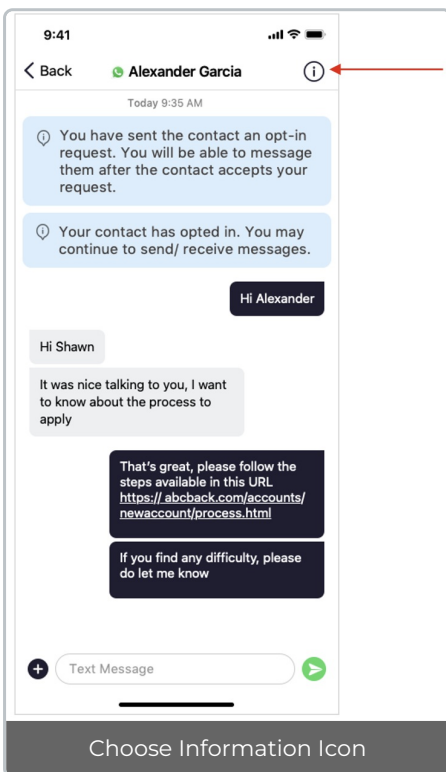 9:41
Back
Alexander Garcia
Today 9:35 AM
You have sent the contact an opt-in
request. You will be able to message
them after the contact accepts your
request.
Your contact has opted in. You may
continue to send/ receive messages.
Hi Alexander
Hi Shawn
It was nice talking to you, I want
to know about the process to
apply
That's great, please follow the
steps available in this URL
https:// abcback.com/accounts/
newaccount/process.html
If you find any difficulty, please
do let me know
Text Message
Choose Information Icon